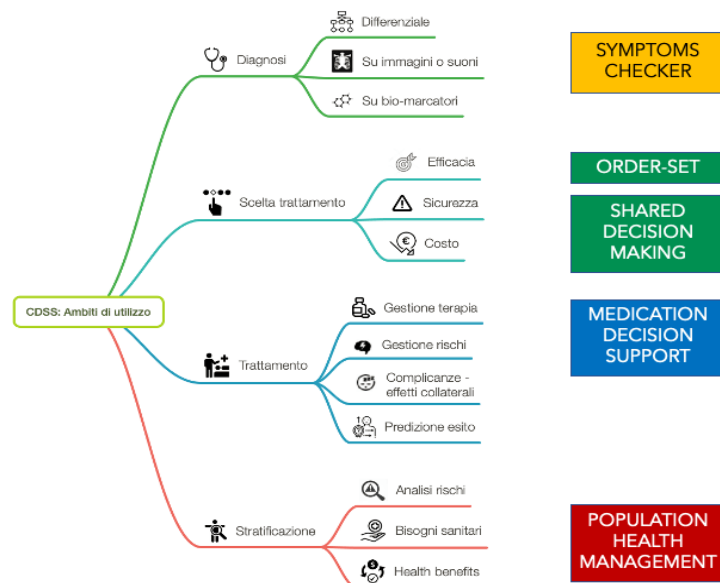 Differenziale
Diagnosi
Su immagini o suoni
Su bio-marcatori
SYMPTOMS
CHECKER
Efficacia
Scelta trattamento
Sicurezza
Costo
ORDER-SET
SHARED
DECISION
MAKING
CDSS: Ambiti di utilizzo
Gestione terapia
Gestione rischi
Trattamento
Complicanze -
effetti collaterali
Predizione esito
MEDICATION
DECISION
SUPPORT
Analisi rischi
Stratificazione
Bisogni sanitari
Health benefits
POPULATION
HEALTH
MANAGEMENT